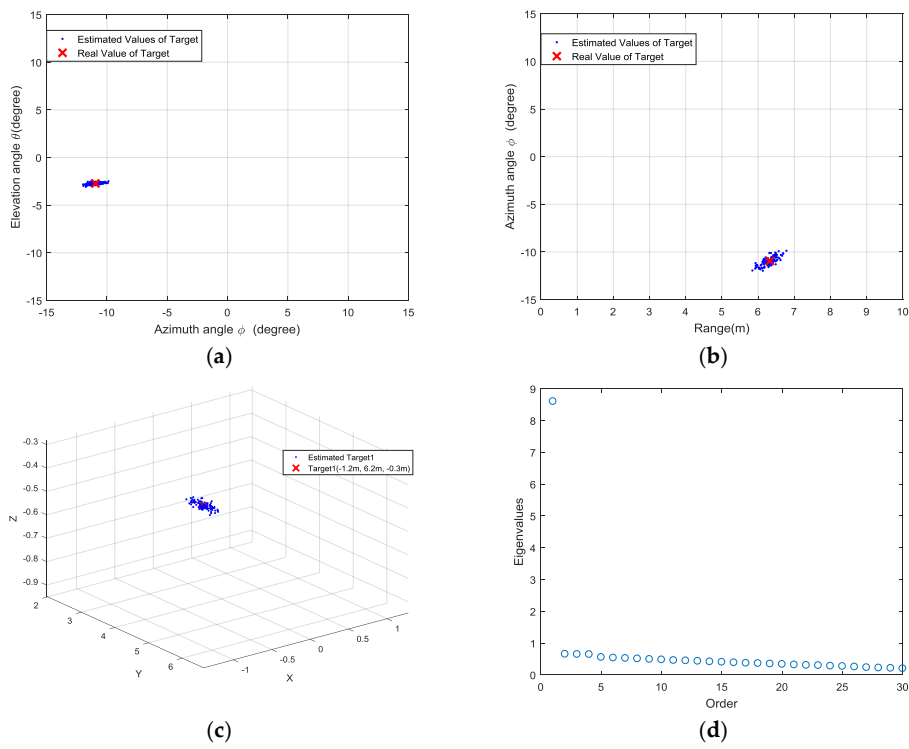 15
10
5
0
-5
-10
-15
-15 -10 -5 0 5 10 15
Elevation angle θ(degree)
Azimuth angle ϕ (degree)
Estimated Values of Target
Real Value of Target
(a)
15
10
5
0
-5
-10
-15
0 1 2 3 4 5 6 7 8 9 10
Azimuth angle ϕ (degree)
Range(m)
Estimated Values of Target
Real Value of Target
(b)
-0.3
-0.4
-0.5
-0.6
-0.7
-0.8
-0.9
Z
2
3
4
5
6
Y
-1
-0.5
0
0.5
1
X
Estimated Target1
Target1(-1.2m, 6.2m, -0.3m)
(c)
9
8
7
6
5
4
3
2
1
0
0 5 10 15 20 25 30
Eigenvalues
Order
(d)